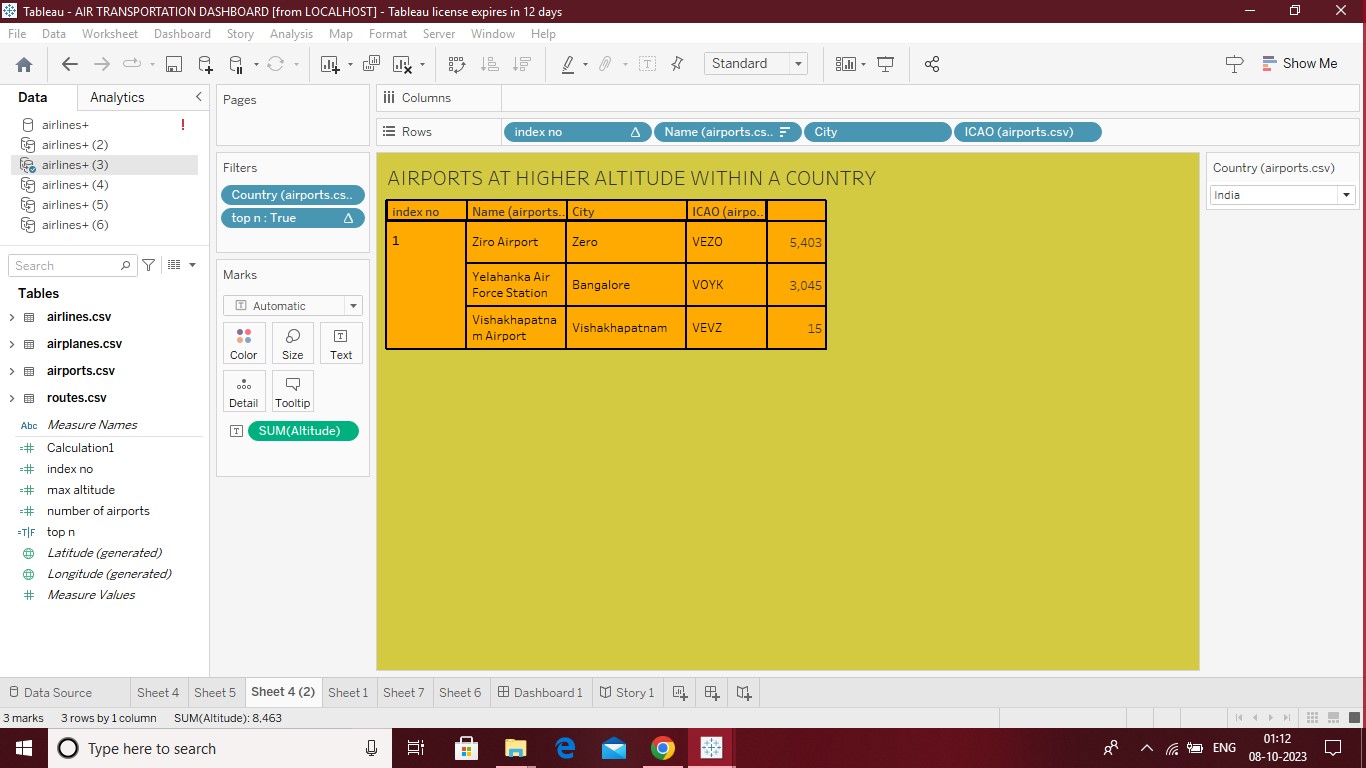 Tableau - AIR TRANSPORTATION DASHBOARD [from LOCALHOST] - Tableau license expires in 12 days
File Data Worksheet Dashboard Story Analysis Map Format Server Window Help
Standard
Show Me
Data Analytics
airlines+ !
airlines+ (2)
airlines+ (3)
airlines+ (4)
airlines+ (5)
airlines+ (6)
Search
Tables
airlines.csv
airplanes.csv
airports.csv
routes.csv
Abc Measure Names
Calculation1
index no
max altitude
number of airports
T|F top n
Latitude (generated)
Longitude (generated)
Measure Values
Pages
Filters
Country (airports.cs..
top n : True
Marks
Automatic
Color Size Text
Detail Tooltip
SUM(Altitude)
Columns
Rows index no Name (airports.cs.. City ICAO (airports.csv)
AIRPORTS AT HIGHER ALTITUDE WITHIN A COUNTRY
index no Name (airports.. City ICAO (airpo..
1 Ziro Airport Zero VEZO 5,403
Yelahanka Air
Force Station Bangalore VOYK 3,045
Vishakhapatna
m Airport Vishakhapatnam VEVZ 15
Country (airports.csv)
India
Data Source Sheet 4 Sheet 5 Sheet 4 (2) Sheet 1 Sheet 7 Sheet 6 Dashboard 1 Story 1
3 marks 3 rows by 1 column SUM(Altitude): 8,463
Type here to search
ENG
01:12
08-10-2023